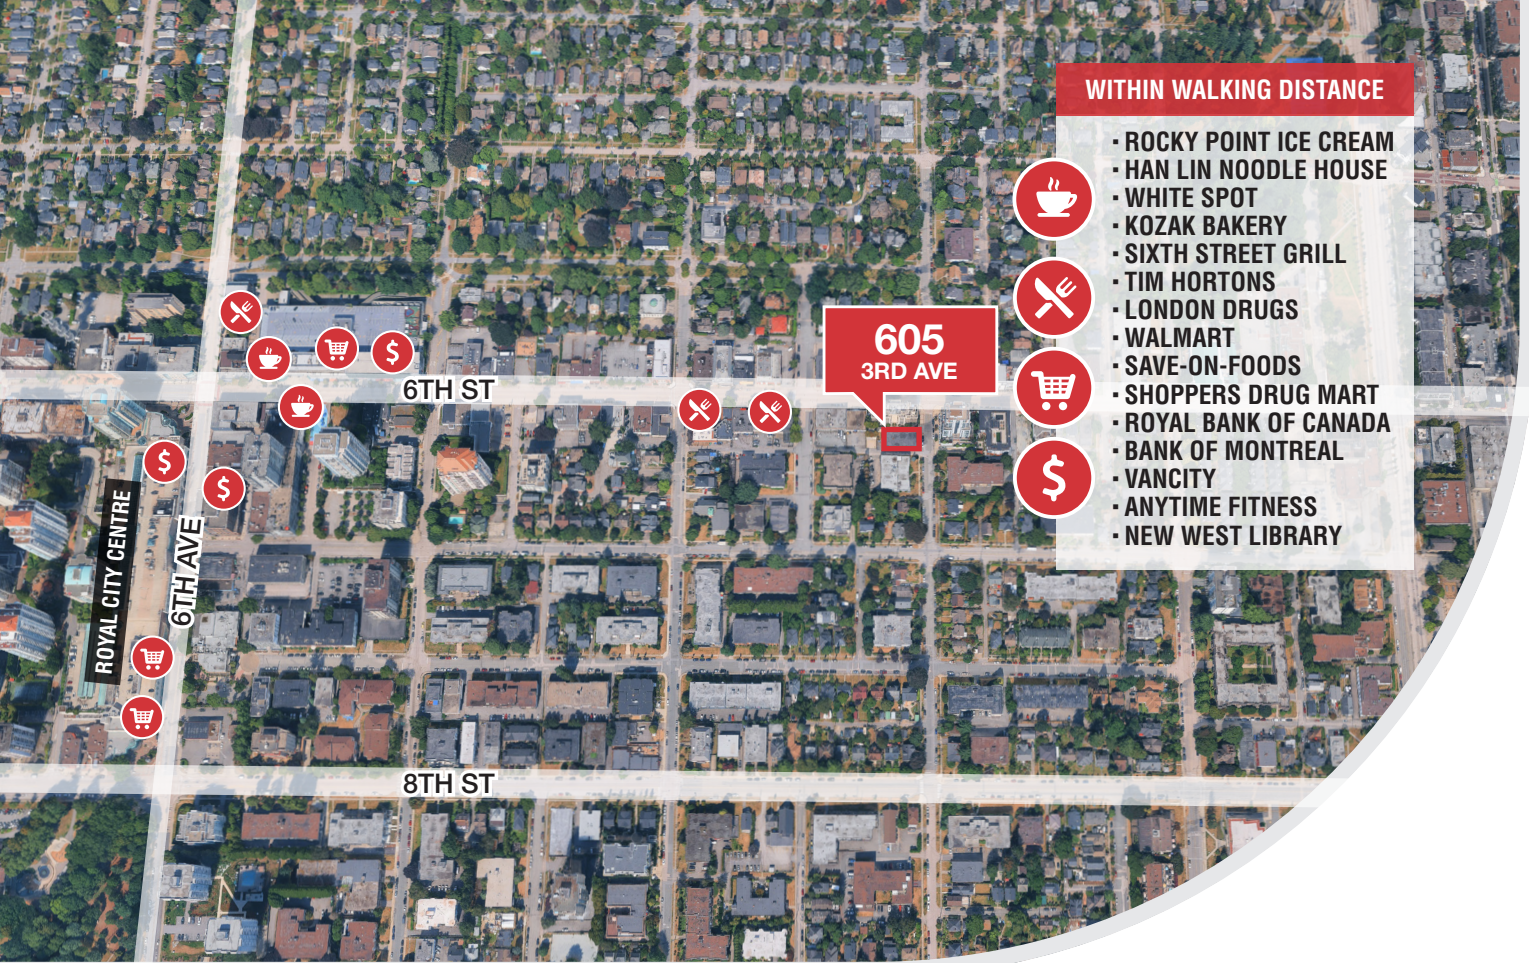 WITHIN WALKING DISTANCE
· ROCKY POINT ICE CREAM
· HAN LIN NOODLE HOUSE
· WHITE SPOT
· KOZAK BAKERY
· SIXTH STREET GRILL
· TIM HORTONS
· LONDON DRUGS
· WALMART
· SAVE-ON-FOODS
· SHOPPERS DRUG MART
· ROYAL BANK OF CANADA
· BANK OF MONTREAL
· VANCITY
· ANYTIME FITNESS
· NEW WEST LIBRARY
605
3RD AVE
6TH ST
ROYAL CITY CENTRE
6TH AVE
8TH ST
$
$
$
$